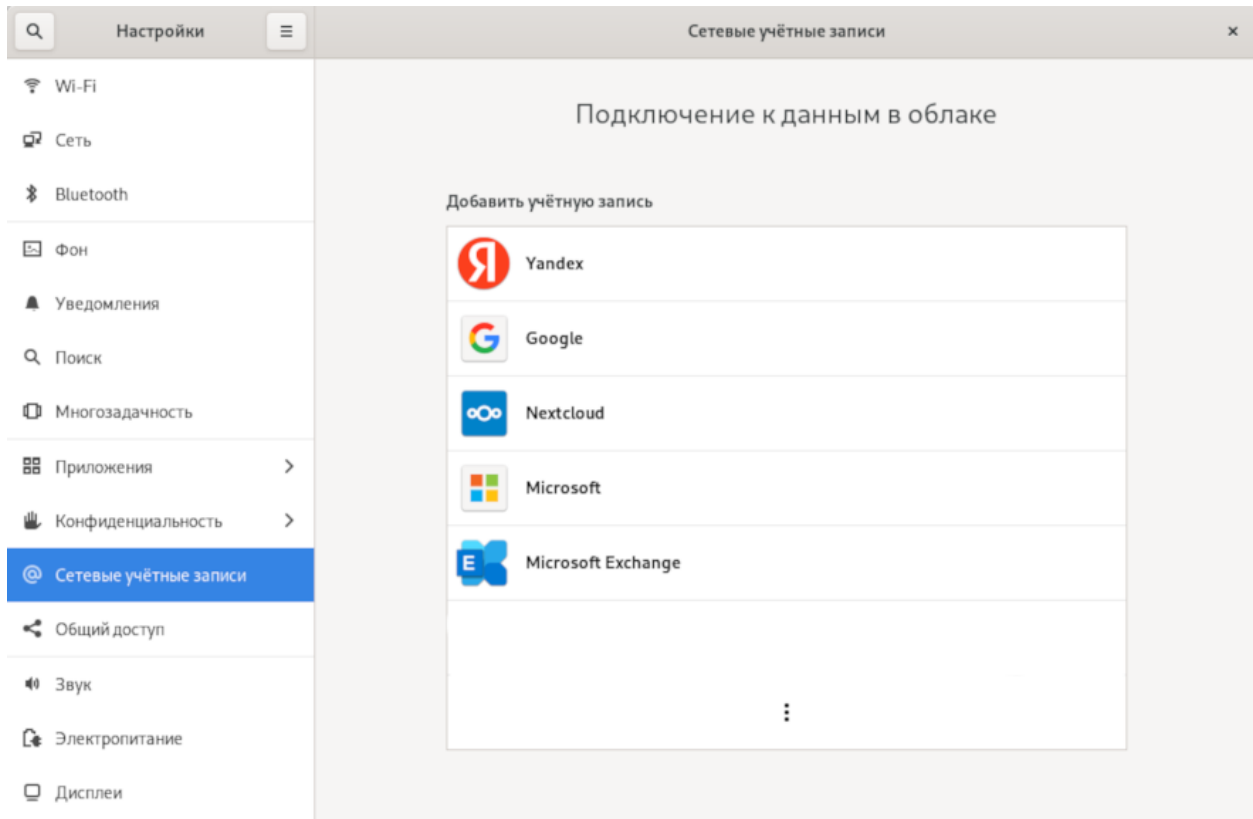 Настройки
Сетевые учётные записи
Wi-Fi
Сеть
Bluetooth
Фон
Уведомления
Поиск
Многозадачность
Приложения
Конфиденциальность
Сетевые учётные записи
Общий доступ
Звук
Электропитание
Дисплеи
Подключение к данным в облаке
Добавить учётную запись
Я Yandex
G Google
Nextcloud
Microsoft
E Microsoft Exchange